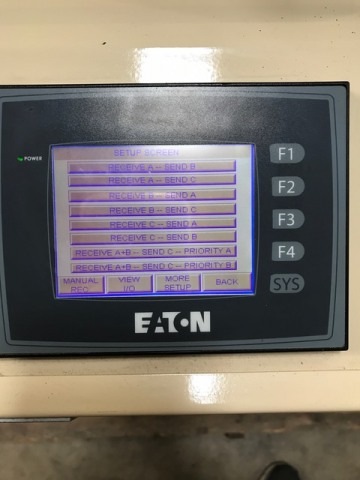 POWER
SETUP SCREEN
RECEIVE A -- SEND B
RECEIVE A -- SEND C
RECEIVE B -- SEND A
RECEIVE B -- SEND C
RECEIVE C -- SEND A
RECEIVE C -- SEND B
RECEIVE A+B -- SEND C -- PRIORITY A
RECEIVE A+B -- SEND C -- PRIORITY B
MANUAL REC
VIEW I/O
MORE SETUP
BACK
F1
F2
F3
F4
SYS
EATON